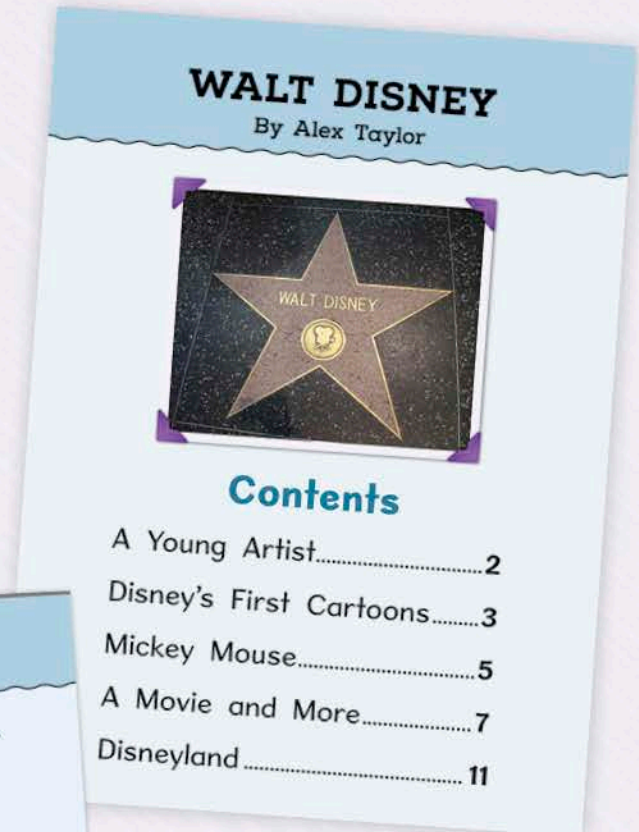 WALT DISNEY
By Alex Taylor
WALT DISNEY
Contents
A Young Artist..............................2
Disney's First Cartoons.........3
Mickey Mouse................................5
A Movie and More....................7
Disneyland ........................................ 11